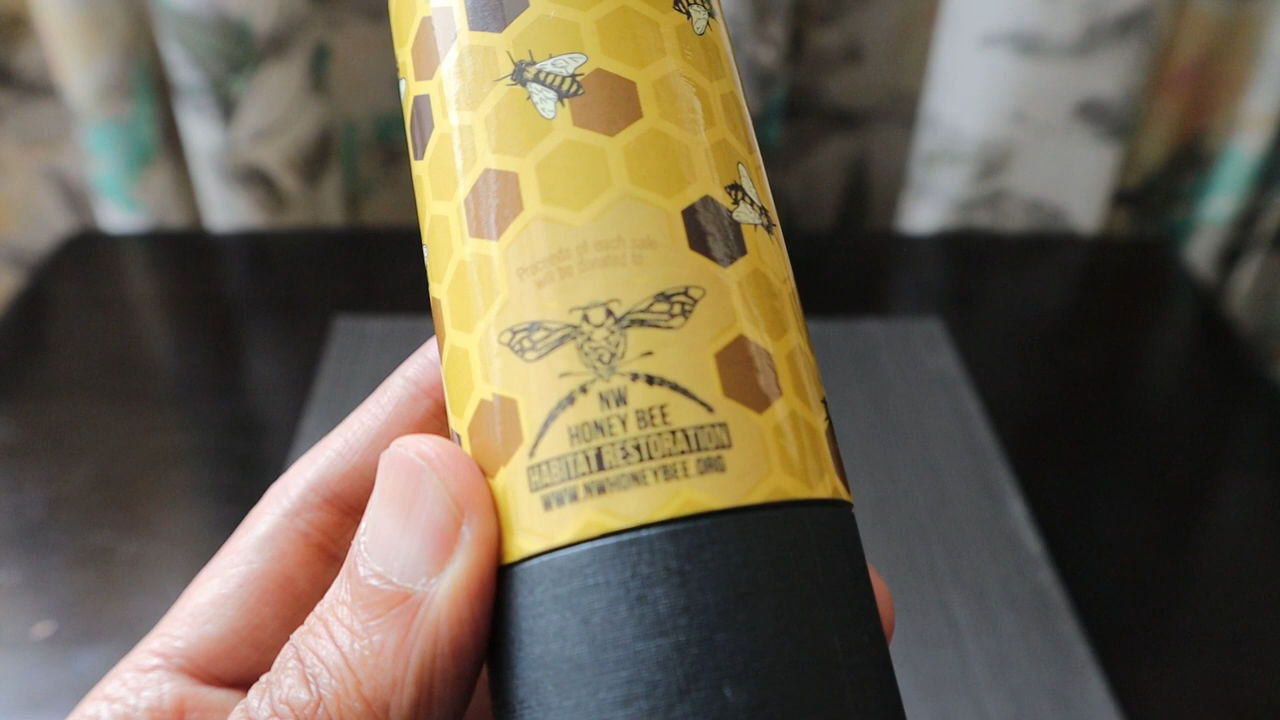 Proceeds of each sale
will be donated to:
NW
HONEY BEE
HABITAT RESTORATION
WWW.NWHONEYBEE.ORG